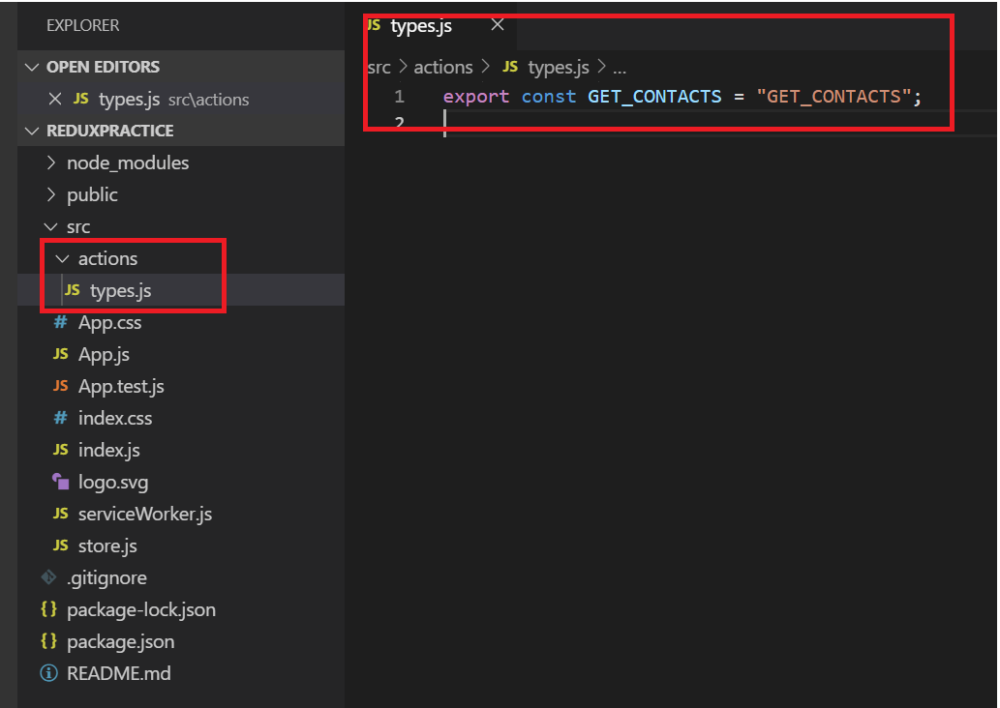 EXPLORER
OPEN EDITORS
JS types.js src\actions
REDUXPRACTICE
node_modules
public
src
actions
JS types.js
# App.css
JS App.js
JS App.test.js
# index.css
JS index.js
logo.svg
JS serviceWorker.js
JS store.js
.gitignore
{} package-lock.json
{} package.json
README.md
JS types.js
src > actions > JS types.js > ...
1 export const GET_CONTACTS = "GET_CONTACTS";
2